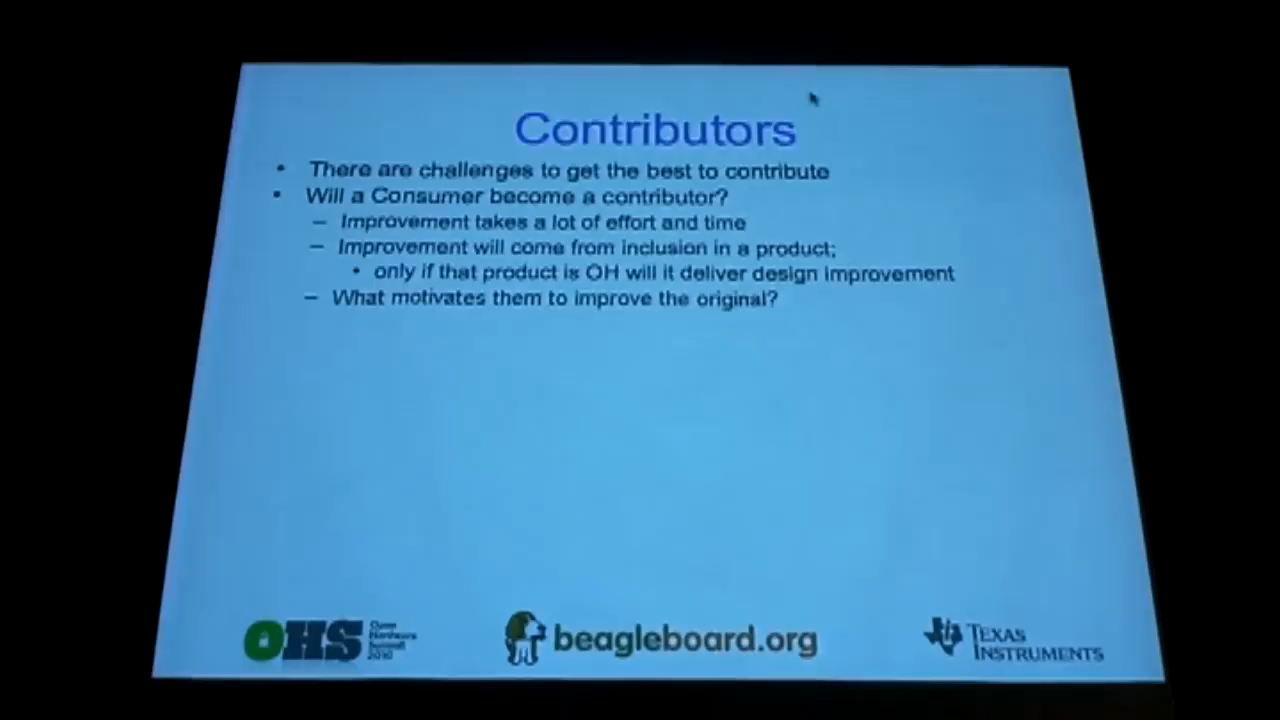 Contributors
• There are challenges to get the best to contribute
• Will a Consumer become a contributor?
– Improvement takes a lot of effort and time
– Improvement will come from inclusion in a product;
• only if that product is OH will it deliver design improvement
– What motivates them to improve the original?
OHS
Open
Hardware
Summit
2010
beagleboard.org
TEXAS
INSTRUMENTS